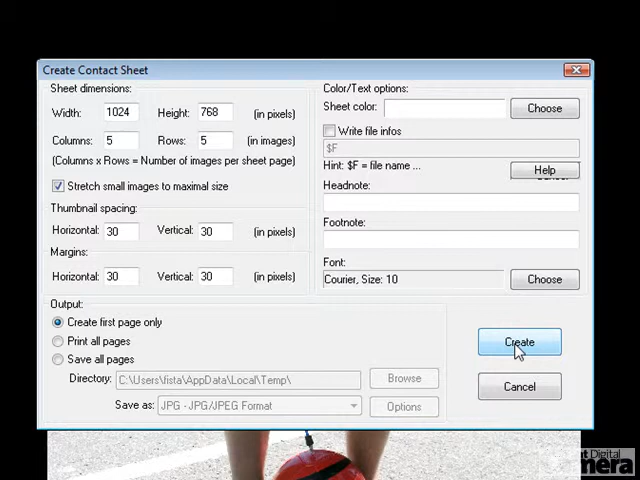 Create Contact Sheet
Sheet dimensions:
Width: 1024 Height: 768 (in pixels)
Columns: 5 Rows: 5 (in images)
(Columns x Rows = Number of images per sheet page)
Stretch small images to maximal size
Thumbnail spacing:
Horizontal: 30 Vertical: 30 (in pixels)
Margins:
Horizontal: 30 Vertical: 30 (in pixels)
Color/Text options:
Sheet color: Choose
Write file infos
$F
Hint: $F = file name ... Help
Headnote:
Footnote:
Font:
Courier, Size: 10 Choose
Output:
Create first page only
Print all pages
Save all pages
Directory: C:\Users\fista\AppData\Local\Temp\ Browse
Save as: JPG - JPG/JPEG Format Options
Create
Cancel
Digital